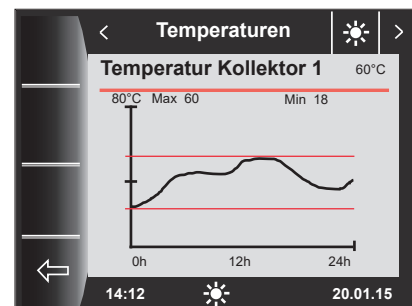 Temperaturen
Temperatur Kollektor 1 60°C
80°C Max 60 Min 18
0h 12h 24h
14:12 20.01.15